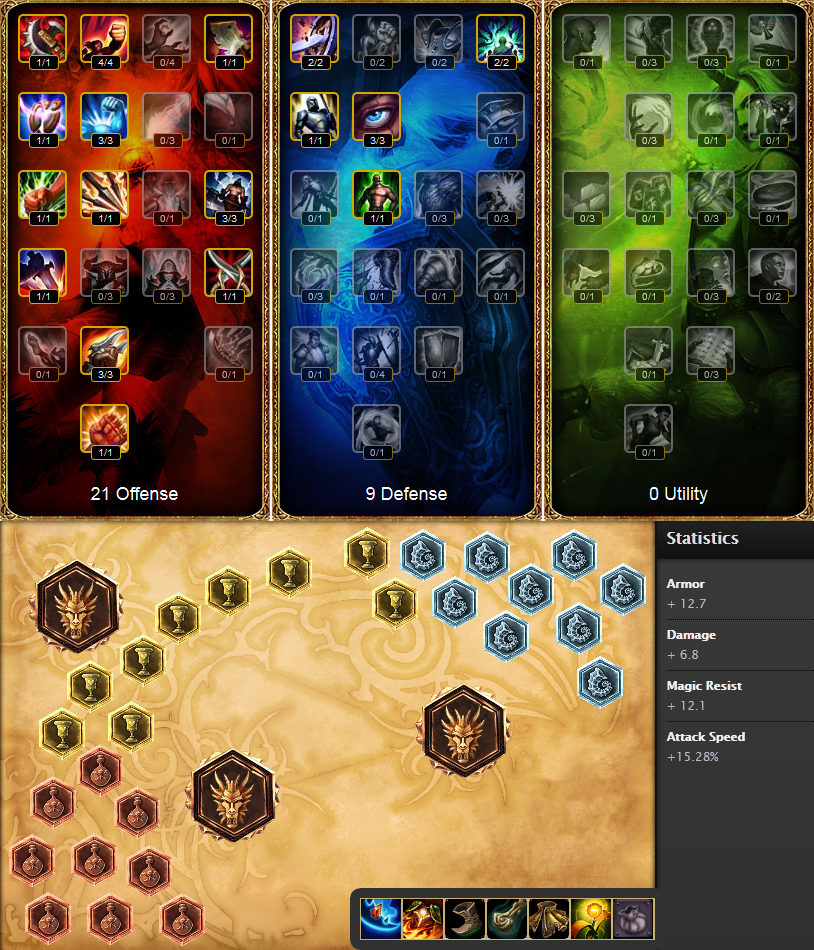 1/1 4/4 0/4 1/1 2/2 0/2 0/2 2/2 0/1 0/3 0/3 0/1
1/1 3/3 0/3 0/1 1/1 3/3 0/1 0/3 0/1 0/1
1/1 1/1 0/1 3/3 0/1 1/1 0/3 0/3 0/3 0/1 0/3 0/1
1/1 0/3 0/3 1/1 0/3 0/1 0/1 0/1 0/1 0/1 0/3 0/2
0/1 3/3 0/1 0/1 0/4 0/1 0/1 0/3
1/1 0/1 0/1
21 Offense 9 Defense 0 Utility
Statistics
Armor
+ 12.7
Damage
+ 6.8
Magic Resist
+ 12.1
Attack Speed
+15.28%